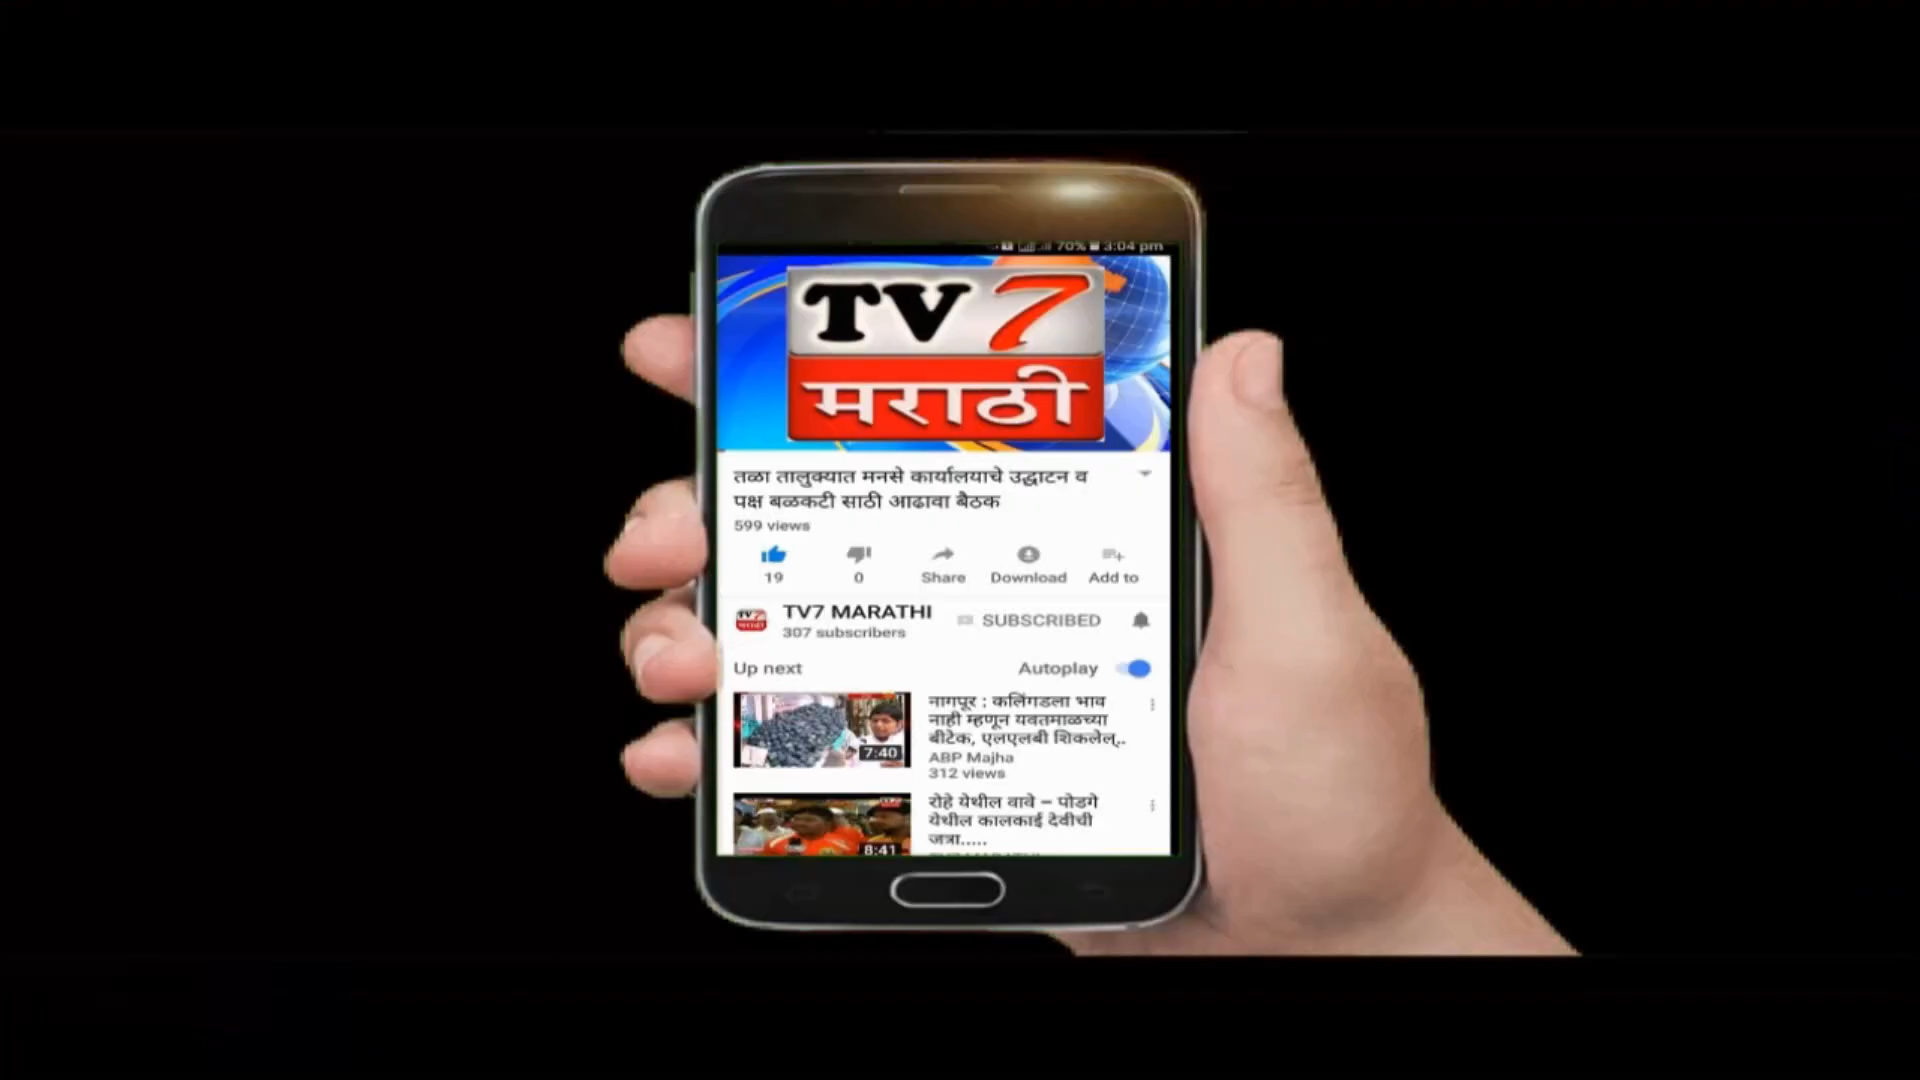 70% 3:04 pm
TV 7
मराठी
तळा तालुक्यात मनसे कार्यालयाचे उद्घाटन व
पक्ष बळकटी साठी आढावा बैठक
599 views
19 0 Share Download Add to
TV7 MARATHI
307 subscribers
SUBSCRIBED
Up next Autoplay
7:40
नागपूर : कलिंगडला भाव
नाही म्हणून यवतमाळच्या
बीटेक, एलएलबी शिकलेल्..
ABP Majha
312 views
8:41
रोहे येथील वावे – पोडगे
येथील कालकाई देवीची
जत्रा.....